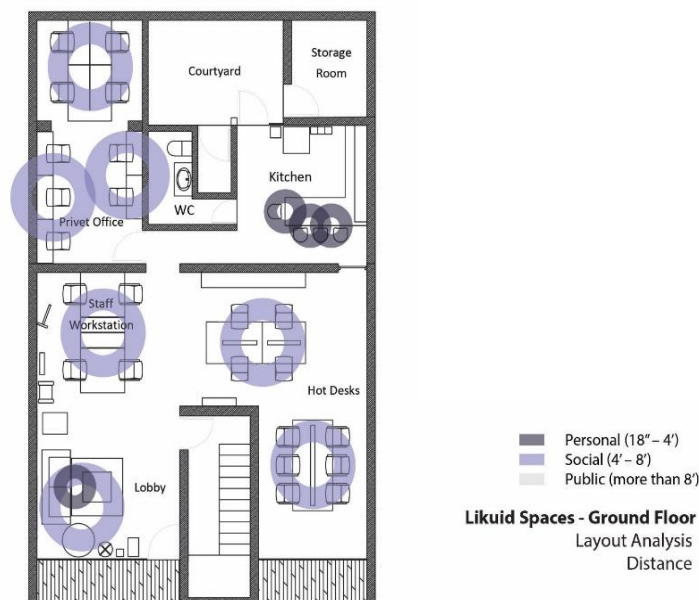 Courtyard
Storage
Room
Kitchen
WC
Privet Office
Staff
Workstation
Hot Desks
Lobby
Personal (18” – 4’)
Social (4’ – 8’)
Public (more than 8’)
Likuid Spaces - Ground Floor
Layout Analysis
Distance